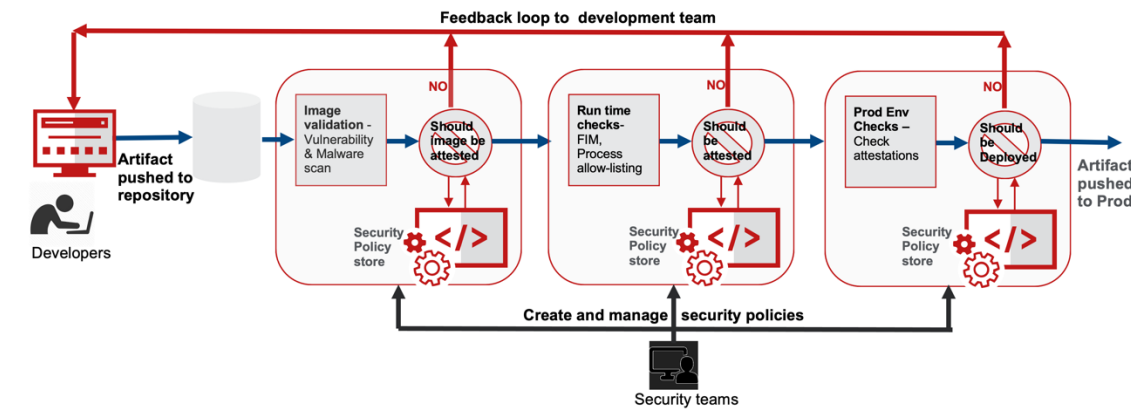 Feedback loop to development team
NO
NO
NO
Image
validation -
Vulnerability
& Malware
scan
Should
image be
attested
Run time
checks-
FIM,
Process
allow-listing
Should
be
attested
Prod Env
Checks –
Check
attestations
Should
be
Deployed
Artifact
pushed to
repository
Artifact
pushed
to Prod
Developers
Security
Policy
store
</>
Security
Policy
store
</>
Security
Policy
store
</>
Create and manage security policies
Security teams